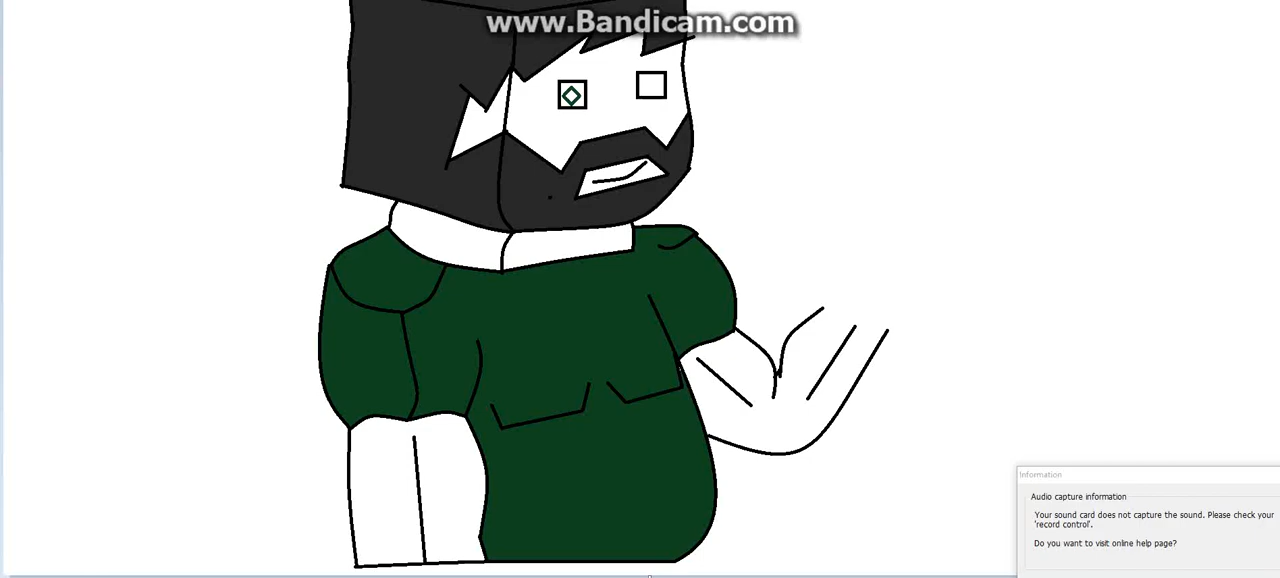 www.Bandicam.com
Information
Audio capture information
Your sound card does not capture the sound. Please check your
'record control'.
Do you want to visit online help page?